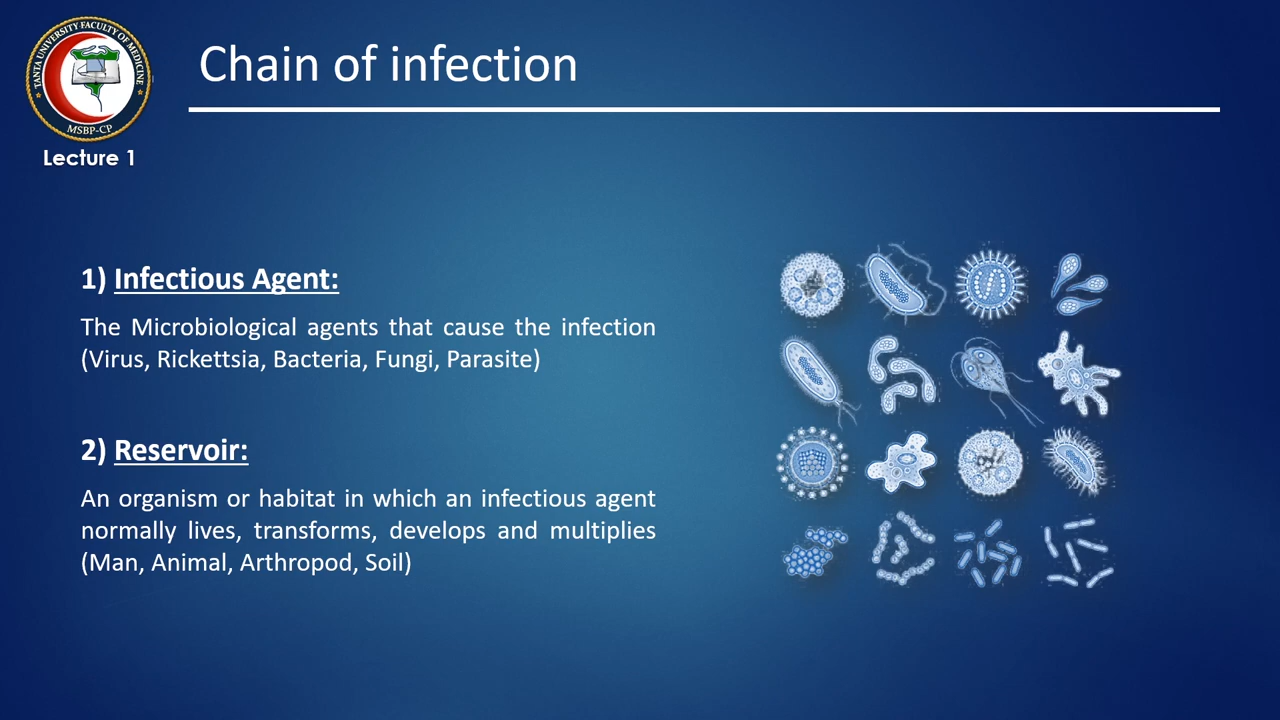 TANTA UNIVERSITY-FACULTY OF MEDICINE
MSBP-CP
Lecture 1
Chain of infection
1) Infectious Agent:
The Microbiological agents that cause the infection
(Virus, Rickettsia, Bacteria, Fungi, Parasite)
2) Reservoir:
An organism or habitat in which an infectious agent
normally lives, transforms, develops and multiplies
(Man, Animal, Arthropod, Soil)